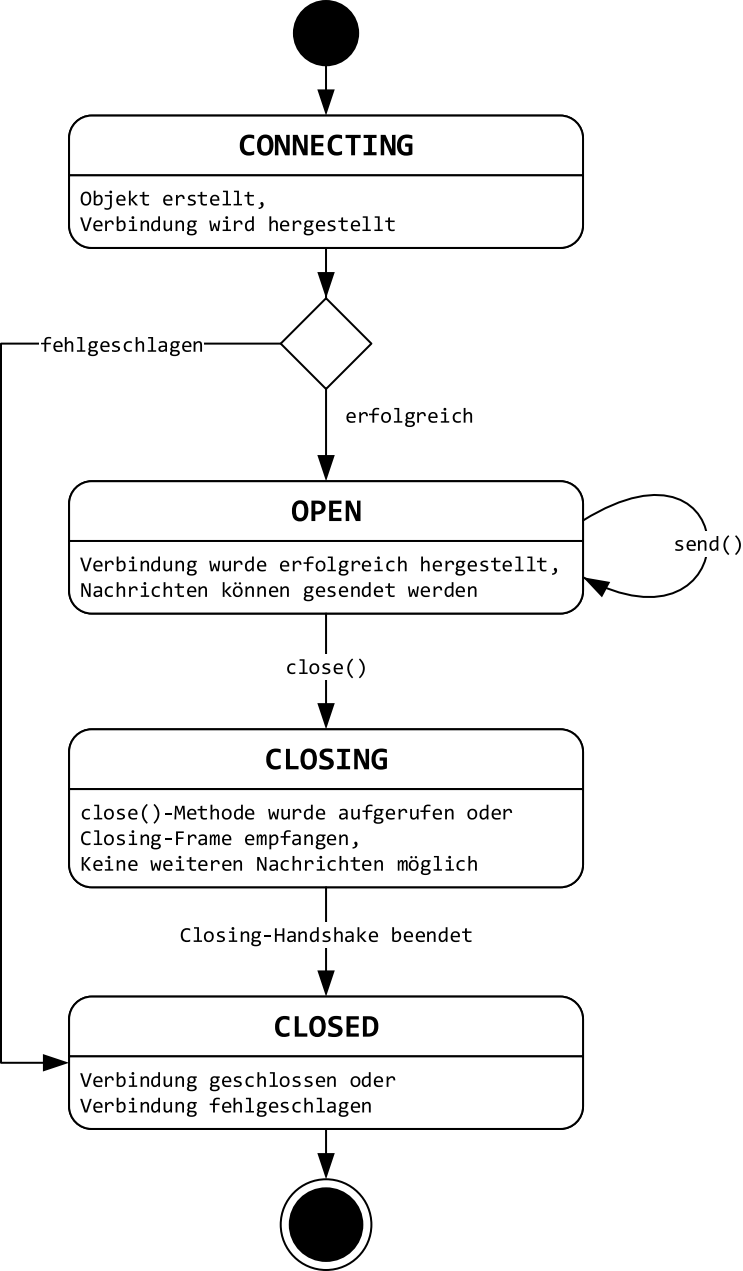 CONNECTING
Objekt erstellt,
Verbindung wird hergestellt
fehlgeschlagen
erfolgreich
OPEN
Verbindung wurde erfolgreich hergestellt,
Nachrichten können gesendet werden
send()
close()
CLOSING
close()-Methode wurde aufgerufen oder
Closing-Frame empfangen,
Keine weiteren Nachrichten möglich
Closing-Handshake beendet
CLOSED
Verbindung geschlossen oder
Verbindung fehlgeschlagen